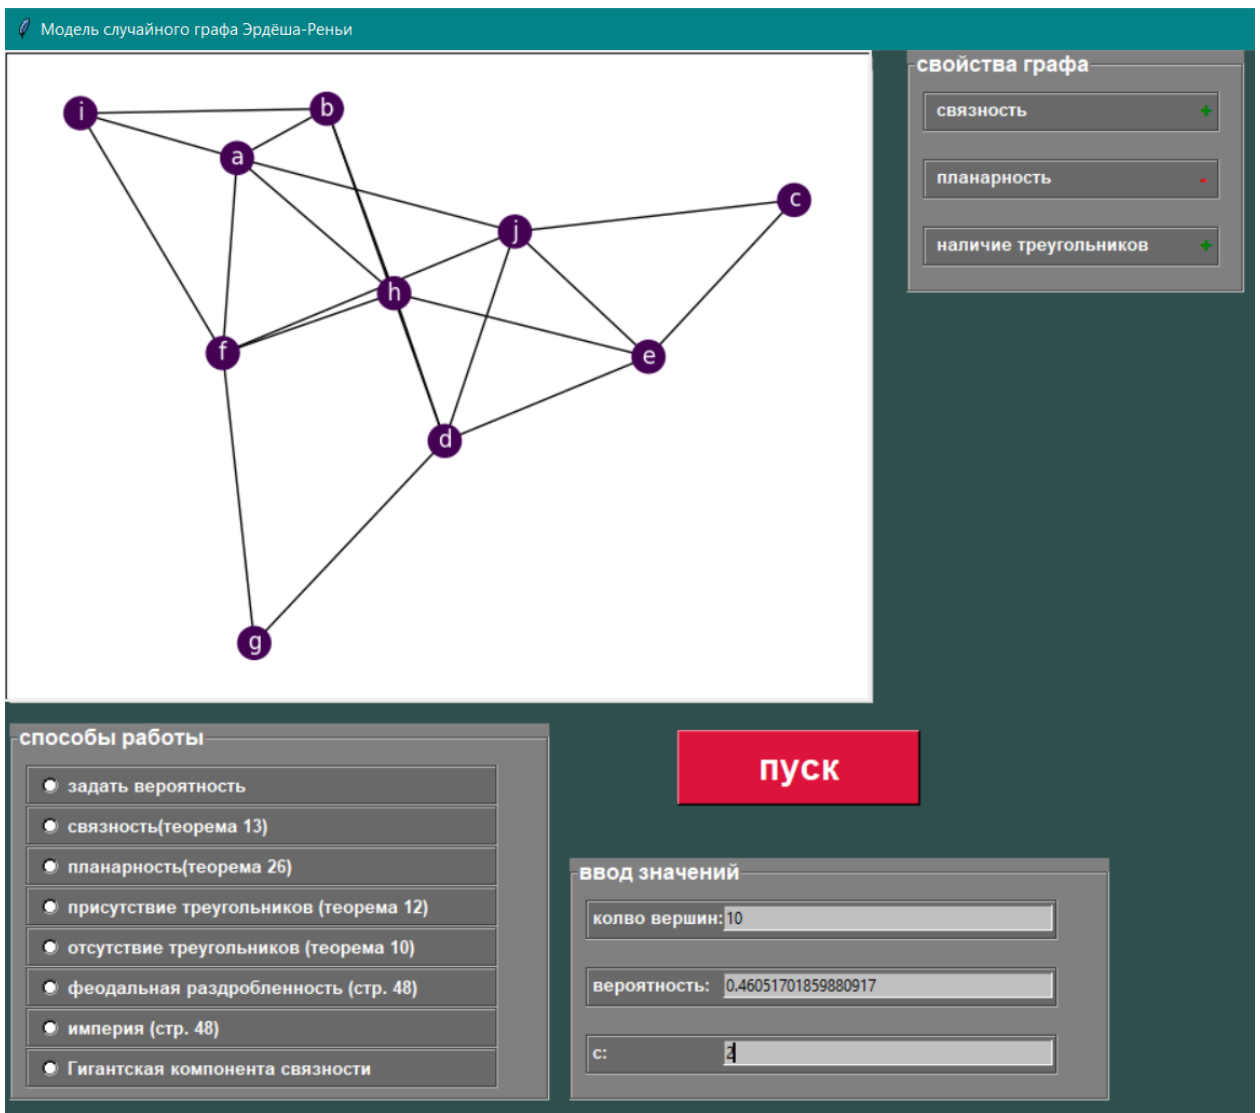 Модель случайного графа Эрдёша-Реньи
i
b
a
c
j
h
f
e
d
g
свойства графа
связность +
планарность -
наличие треугольников +
способы работы
задать вероятность
связность(теорема 13)
планарность(теорема 26)
присутствие треугольников (теорема 12)
отсутствие треугольников (теорема 10)
феодальная раздробленность (стр. 48)
империя (стр. 48)
Гигантская компонента связности
пуск
ввод значений
колво вершин: 10
вероятность: 0.46051701859880917
с: 2